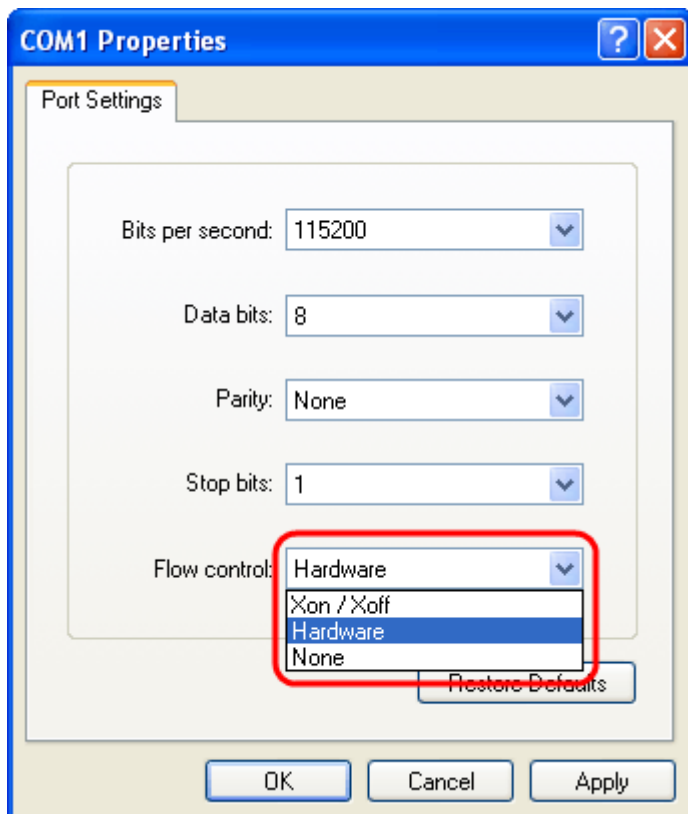 COM1 Properties
Port Settings
Bits per second: 115200
Data bits: 8
Parity: None
Stop bits: 1
Flow control: Hardware
Xon / Xoff
Hardware
None
Restore Defaults
OK Cancel Apply